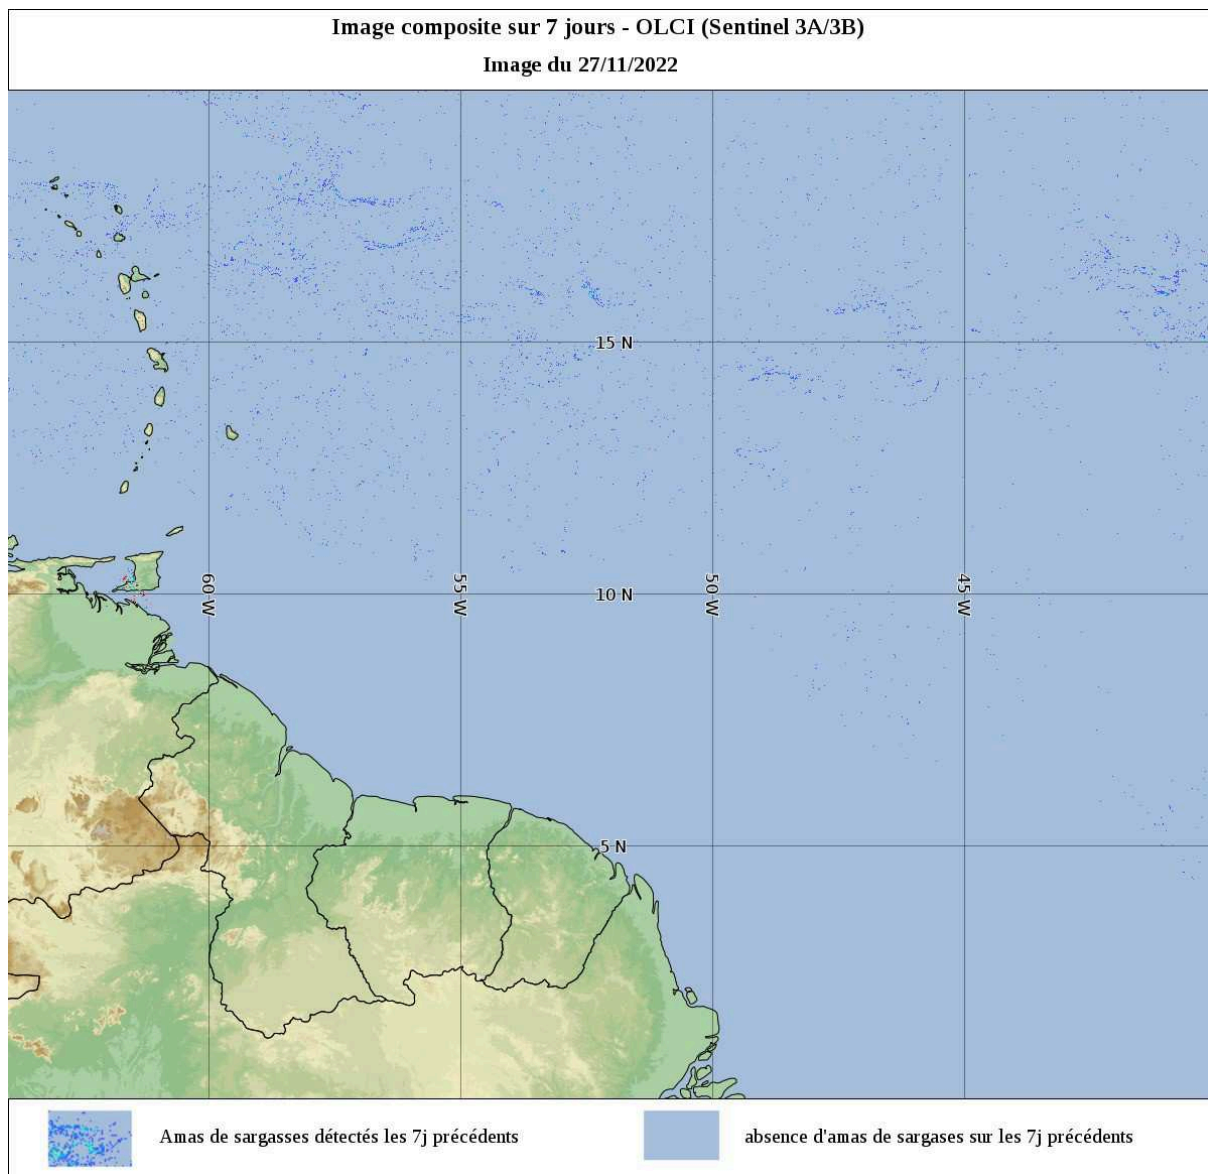 Image composite sur 7 jours - OLCI (Sentinel 3A/3B)
Image du 27/11/2022
15 N
60 W
55 W
10 N
50 W
45 W
5 N
Amas de sargasses détectés les 7j précédents
absence d'amas de sargases sur les 7j précédents